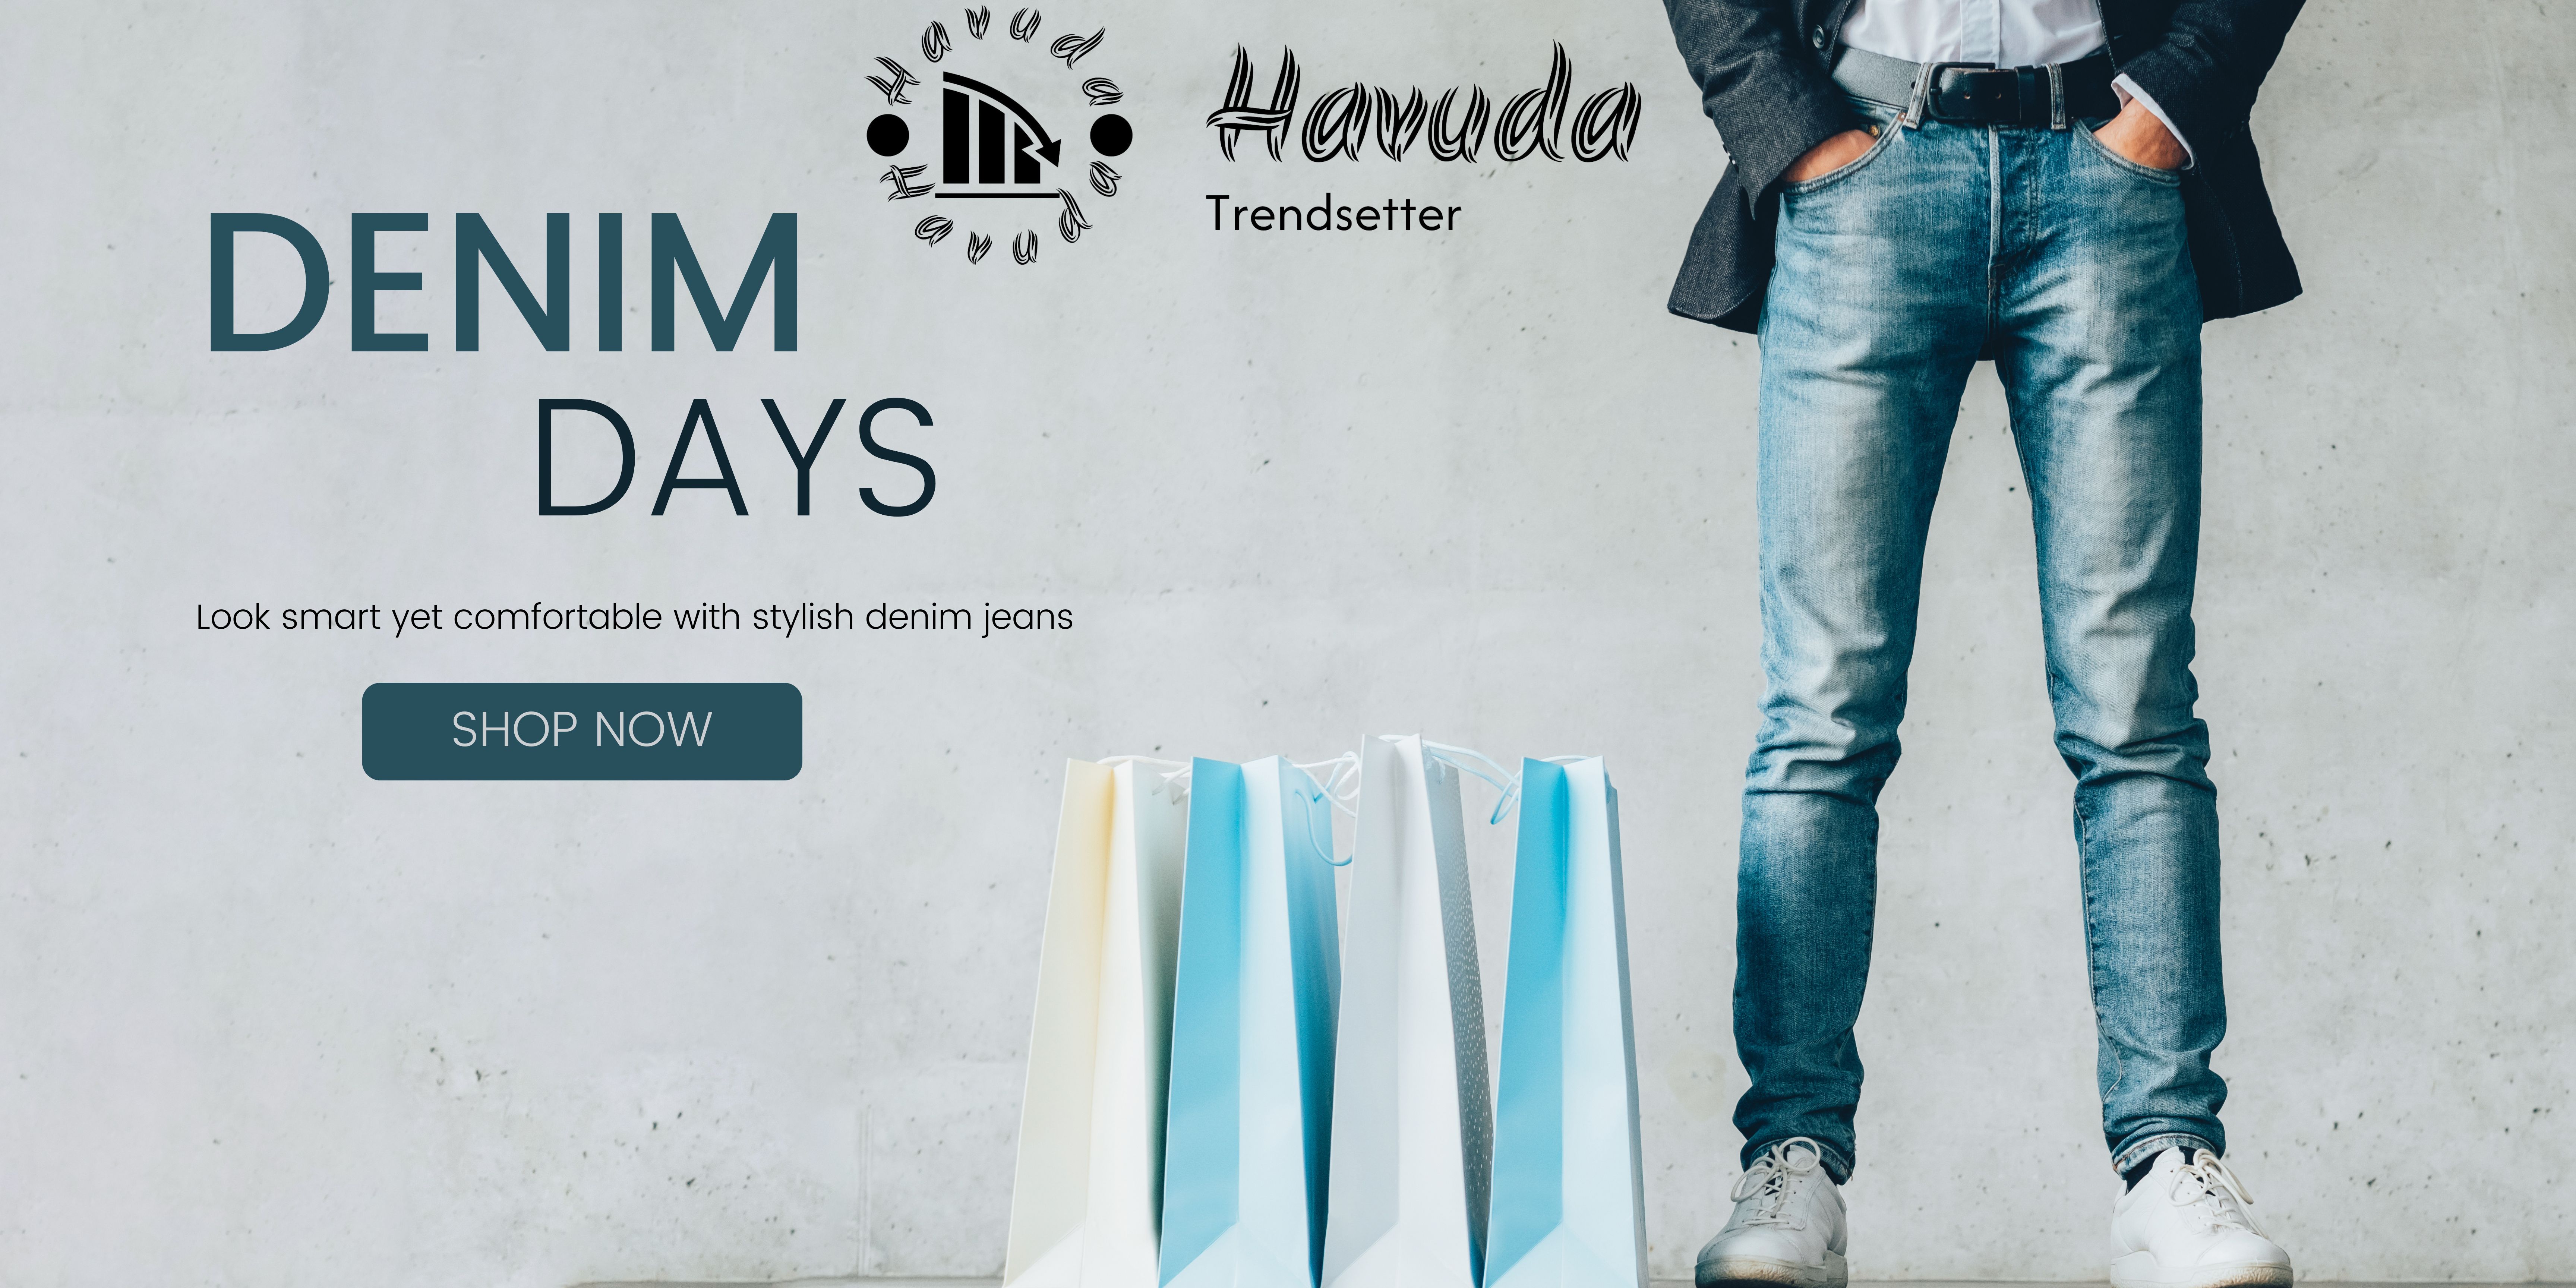 Havuda
Havuda
Havuda
Trendsetter
DENIM
DAYS
Look smart yet comfortable with stylish denim jeans
SHOP NOW